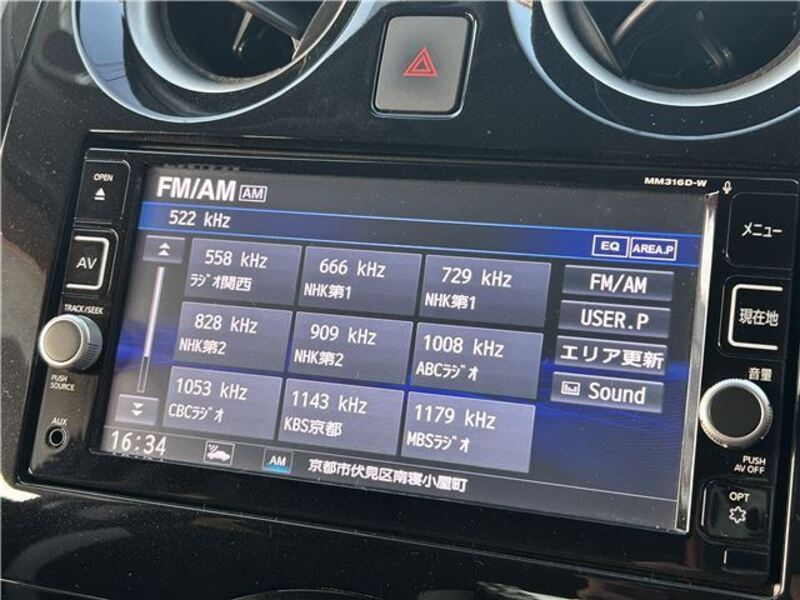 OPEN
AV
TRACK/SEEK
PUSH
SOURCE
AUX
MM316D-W
FM/AM AM
522 kHz
EQ AREA.P
558 kHz
ラジオ関西
666 kHz
NHK第1
729 kHz
NHK第1
828 kHz
NHK第2
909 kHz
NHK第2
1008 kHz
ABCラジオ
1053 kHz
CBCラジオ
1143 kHz
KBS京都
1179 kHz
MBSラジオ
FM/AM
USER.P
エリア更新
Sound
16:34
AM
京都市伏見区南寝小屋町
メニュー
現在地
音量
PUSH
AV OFF
OPT